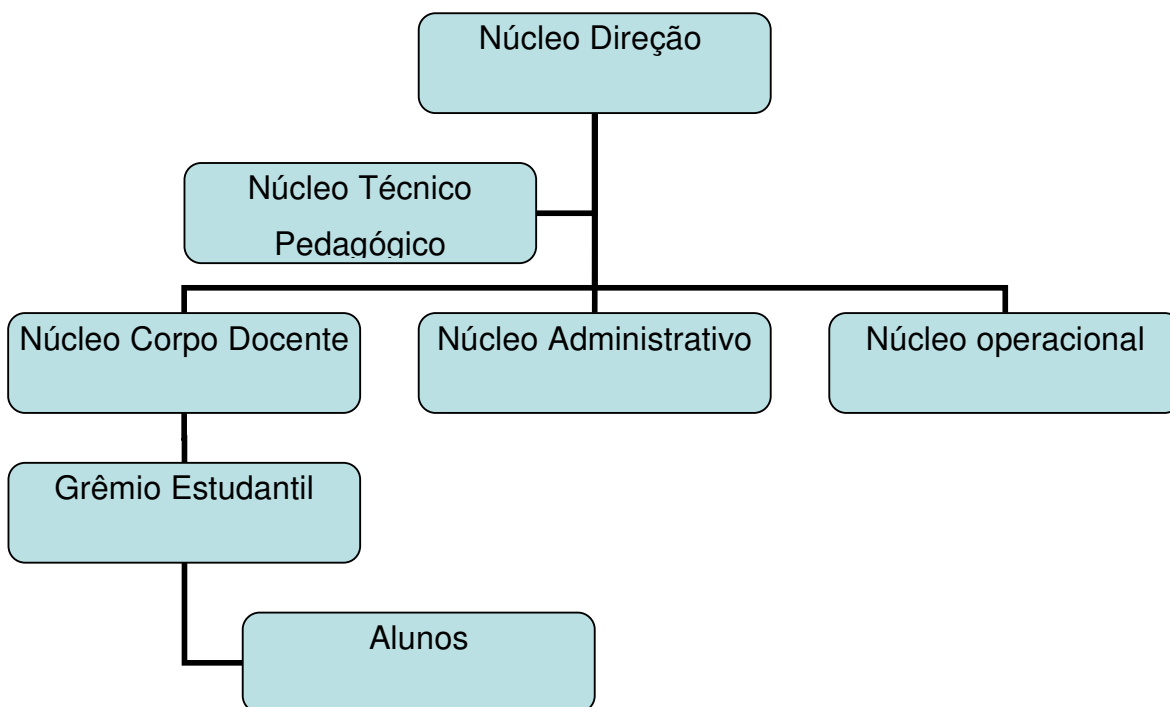 Núcleo Direção
Núcleo Técnico
Pedagógico
Núcleo Corpo Docente
Núcleo Administrativo
Núcleo operacional
Grêmio Estudantil
Alunos